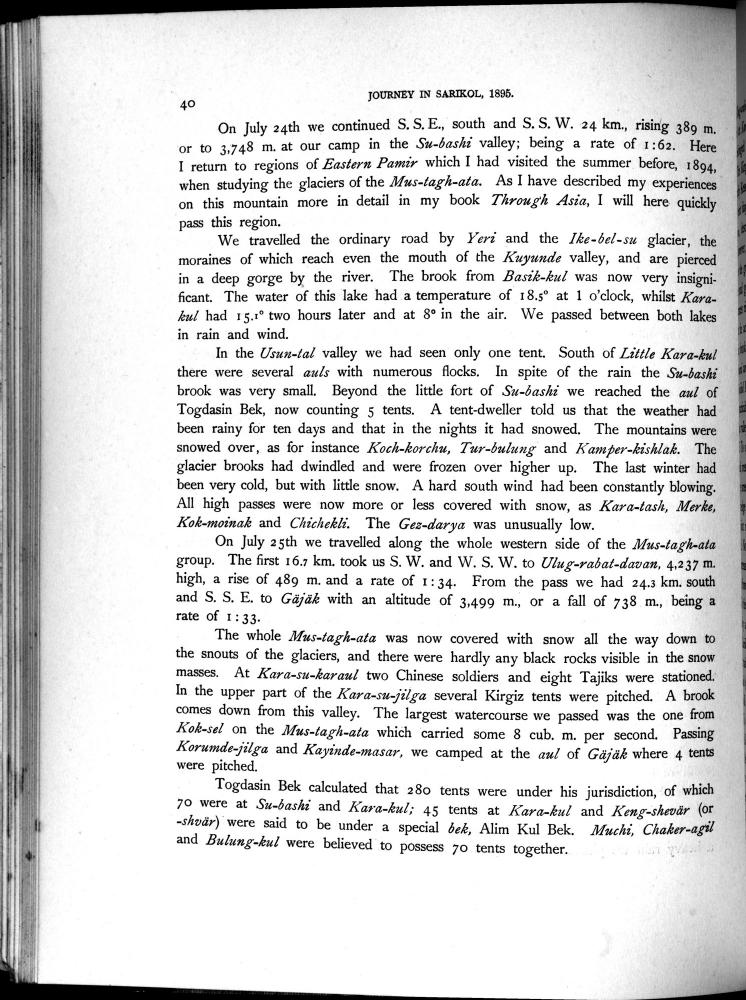 JOURNEY IN SARIKOL, 1895.
40
On July 24th we continued S. S. E., south and S. S. W. 24 km., rising 389 m.
or to 3,748 m. at our camp in the Su-bashi valley; being a rate of 1:62. Here
I return to regions of Eastern Pamir which I had visited the summer before, 1894,
when studying the glaciers of the Mus-tagh-ata. As I have described my experiences
on this mountain more in detail in my book Through Asia, I will here quickly
pass this region.
We travelled the ordinary road by Yeri and the Ike-bel-su glacier, the
moraines of which reach even the mouth of the Kuyunde valley, and are pierced
in a deep gorge by the river. The brook from Basik-kul was now very insigni-
ficant. The water of this lake had a temperature of 18.5° at 1 o'clock, whilst Kara-
kul had 15.1° two hours later and at 8° in the air. We passed between both lakes
in rain and wind.
In the Usun-tal valley we had seen only one tent. South of Little Kara-kul
there were several auls with numerous flocks. In spite of the rain the Su-bashi
brook was very small. Beyond the little fort of Su-bashi we reached the aul of
Togdasin Bek, now counting 5 tents. A tent-dweller told us that the weather had
been rainy for ten days and that in the nights it had snowed. The mountains were
snowed over, as for instance Koch-korchu, Tur-bulung and Kamper-kishlak. The
glacier brooks had dwindled and were frozen over higher up. The last winter had
been very cold, but with little snow. A hard south wind had been constantly blowing.
All high passes were now more or less covered with snow, as Kara-tash, Merke,
Kok-moinak and Chichekli. The Gez-darya was unusually low.
On July 25th we travelled along the whole western side of the Mus-tagh-ata
group. The first 16.7 km. took us S. W. and W. S. W. to Ulug-rabat-davan, 4,237 m.
high, a rise of 489 m. and a rate of 1:34. From the pass we had 24.3 km. south
and S. S. E. to Gäjäk with an altitude of 3,499 m., or a fall of 738 m., being a
rate of 1:33.
The whole Mus-tagh-ata was now covered with snow all the way down to
the snouts of the glaciers, and there were hardly any black rocks visible in the snow
masses. At Kara-su-karaul two Chinese soldiers and eight Tajiks were stationed.
In the upper part of the Kara-su-jilga several Kirgiz tents were pitched. A brook
comes down from this valley. The largest watercourse we passed was the one from
Kok-sel on the Mus-tagh-ata which carried some 8 cub. m. per second. Passing
Korumde-jilga and Kayinde-masar, we camped at the aul of Gäjäk where 4 tents
were pitched.
Togdasin Bek calculated that 280 tents were under his jurisdiction, of which
70 were at Su-bashi and Kara-kul; 45 tents at Kara-kul and Keng-shevär (or
-shvär) were said to be under a special bek, Alim Kul Bek. Muchi, Chaker-agil
and Bulung-kul were believed to possess 70 tents together.